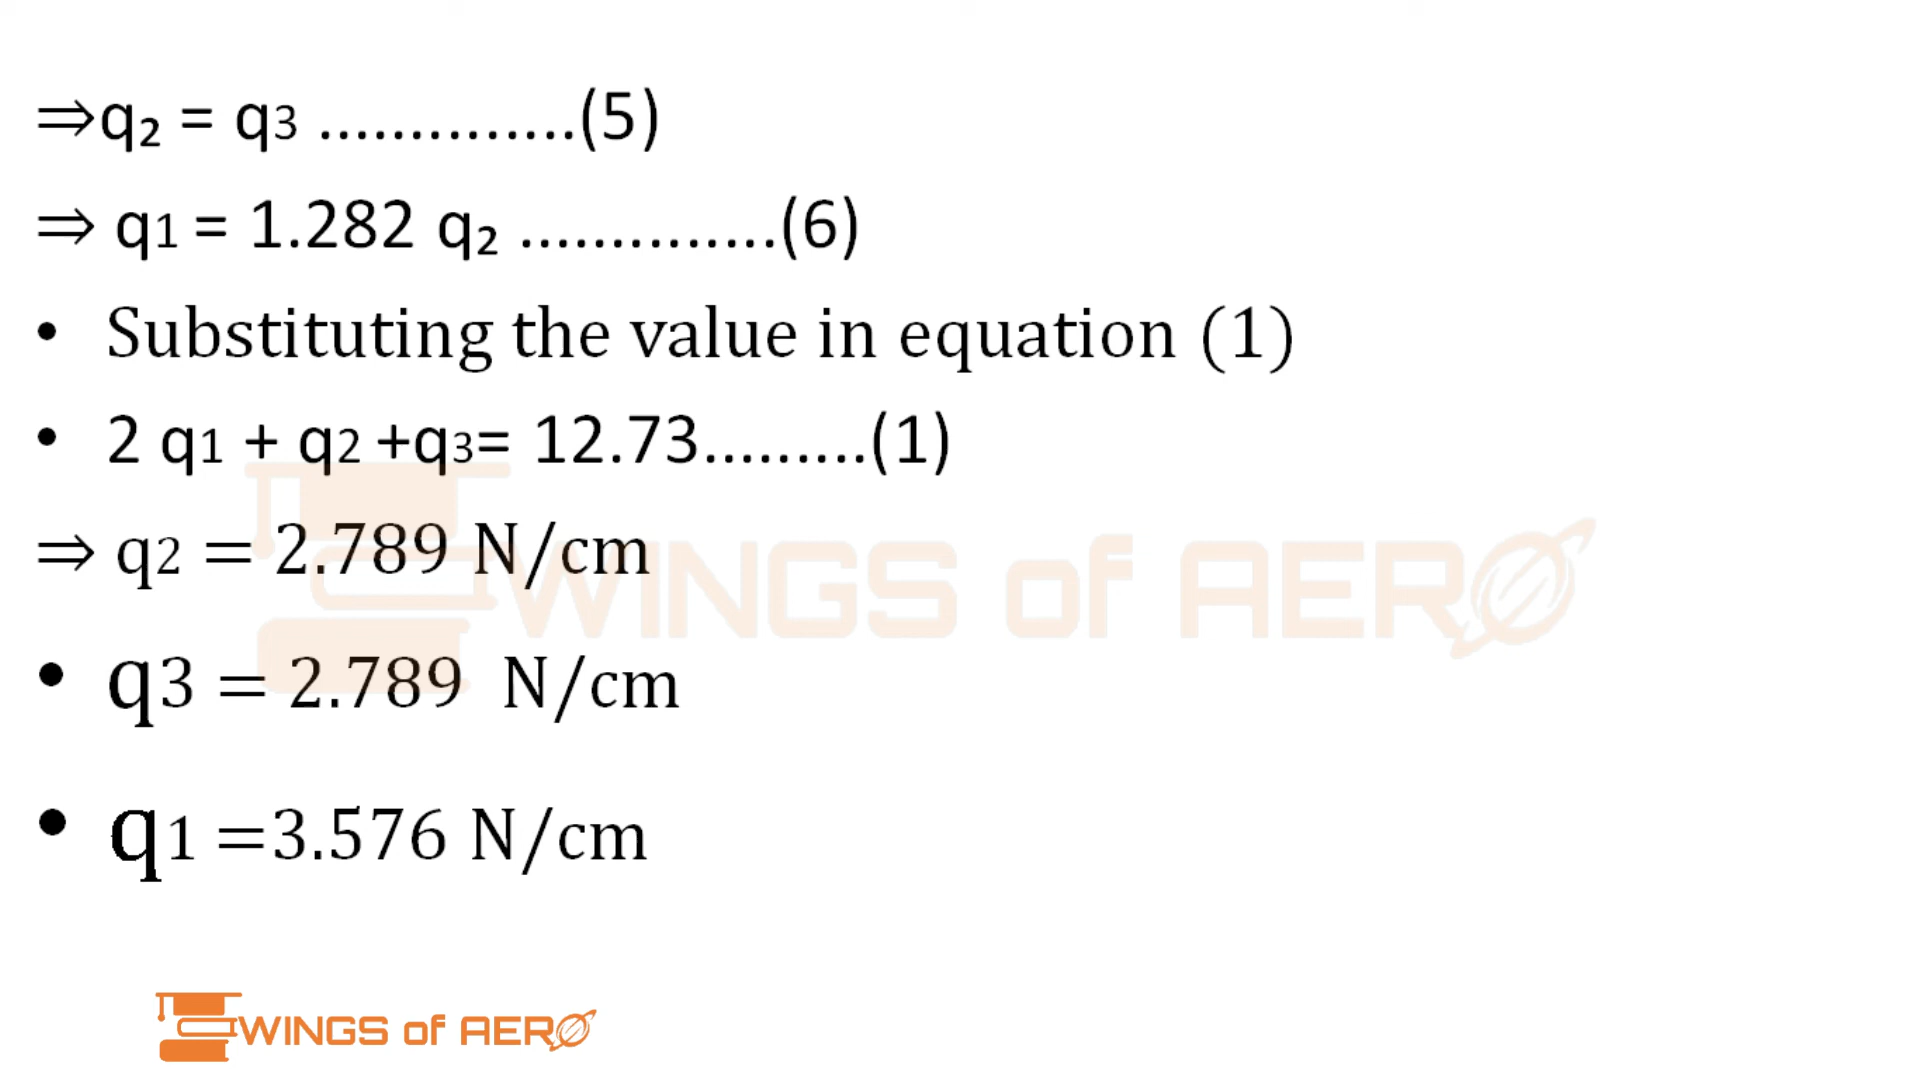 ⇒q₂ = q3 ..............(5)
⇒ q1 = 1.282 q₂ ..............(6)
• Substituting the value in equation (1)
• 2 q1 + q2 +q3= 12.73.........(1)
⇒ q2 = 2.789 N/cm
WINGS of AERO
• q3 = 2.789 N/cm
• q1 =3.576 N/cm
WINGS of AERO